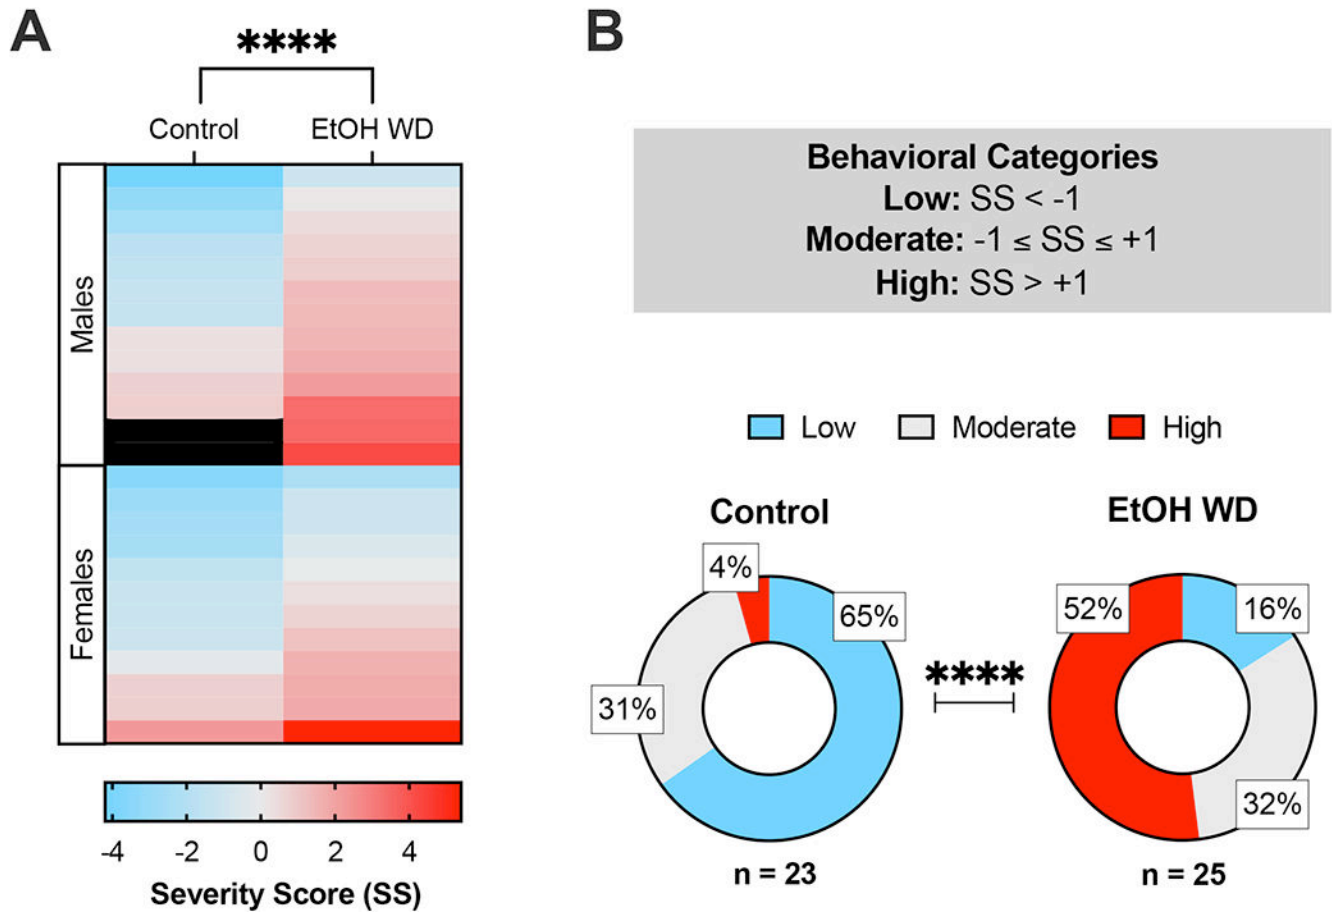 A
****
Control EtOH WD
Males
Females
-4 -2 0 2 4
Severity Score (SS)
B
Behavioral Categories
Low: SS < -1
Moderate: -1 ≤ SS ≤ +1
High: SS > +1
Low Moderate High
Control EtOH WD
4%
65%
31%
52%
16%
32%
****
n = 23 n = 25